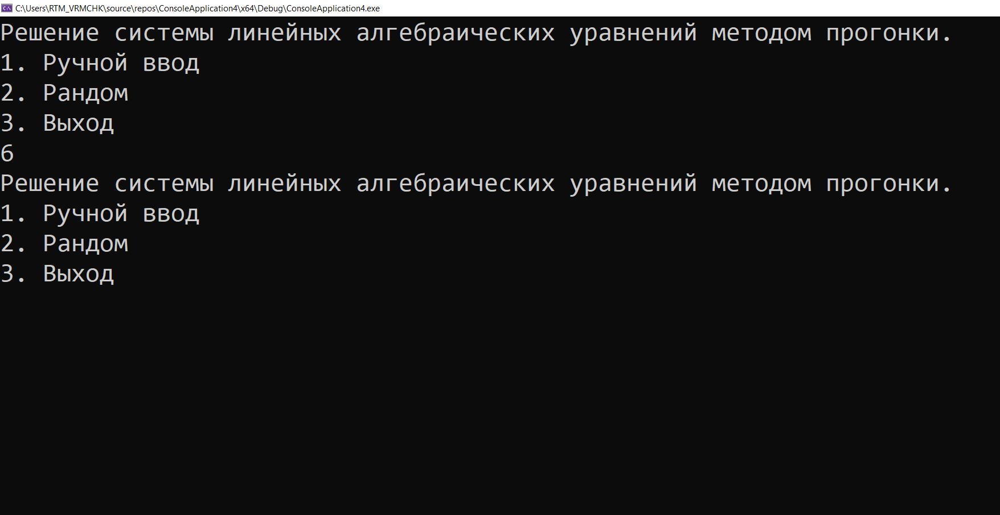 C:\Users\RTM_VRMCHK\source\repos\ConsoleApplication4\x64\Debug\ConsoleApplication4.exe
Решение системы линейных алгебраических уравнений методом прогонки.
1. Ручной ввод
2. Рандом
3. Выход
6
Решение системы линейных алгебраических уравнений методом прогонки.
1. Ручной ввод
2. Рандом
3. Выход